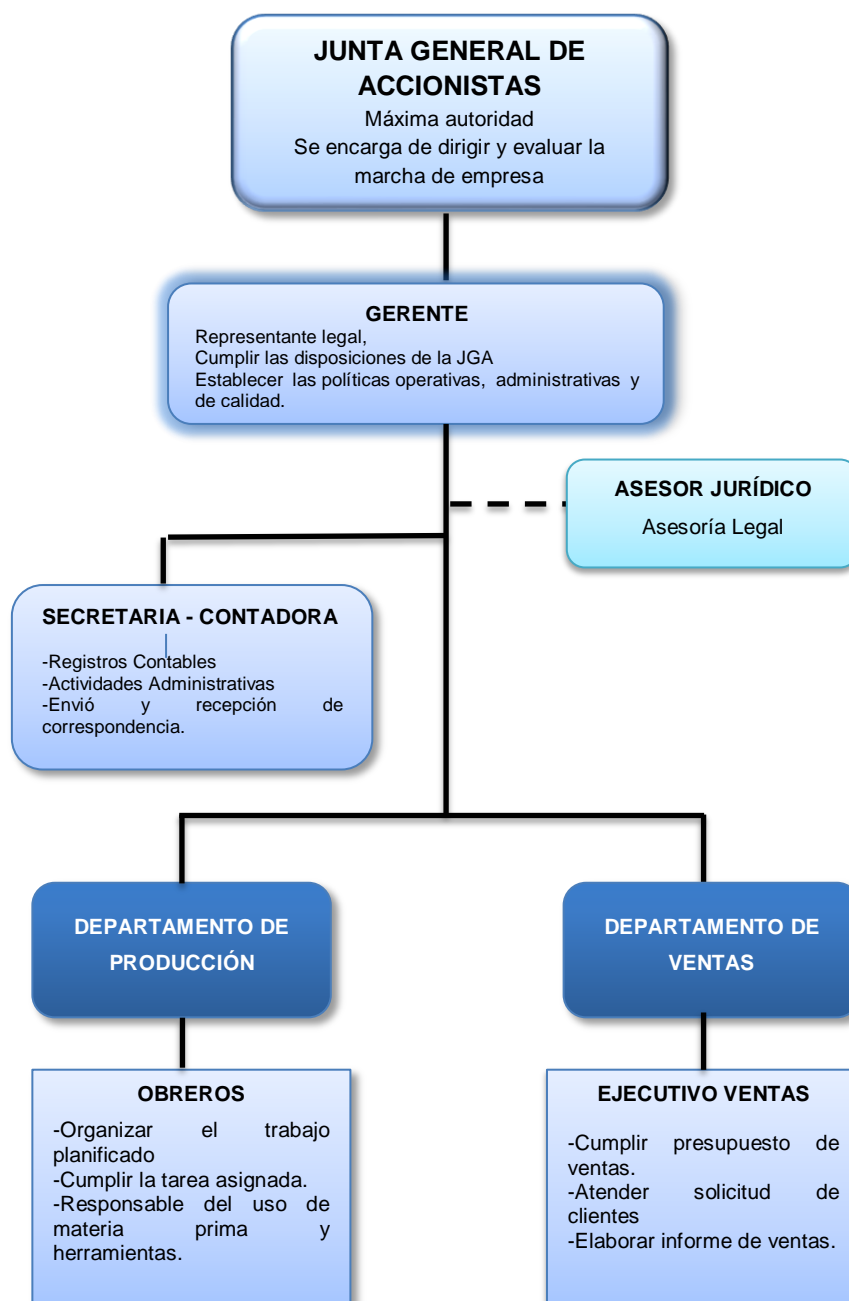 JUNTA GENERAL DE
ACCIONISTAS
Máxima autoridad
Se encarga de dirigir y evaluar la
marcha de empresa
GERENTE
Representante legal,
Cumplir las disposiciones de la JGA
Establecer las políticas operativas, administrativas y
de calidad.
ASESOR JURÍDICO
Asesoría Legal
SECRETARIA - CONTADORA
-Registros Contables
-Actividades Administrativas
-Envió y recepción de
correspondencia.
DEPARTAMENTO DE
PRODUCCIÓN
DEPARTAMENTO DE
VENTAS
OBREROS
-Organizar el trabajo
planificado
-Cumplir la tarea asignada.
-Responsable del uso de
materia prima y
herramientas.
EJECUTIVO VENTAS
-Cumplir presupuesto de
ventas.
-Atender solicitud de
clientes
-Elaborar informe de ventas.